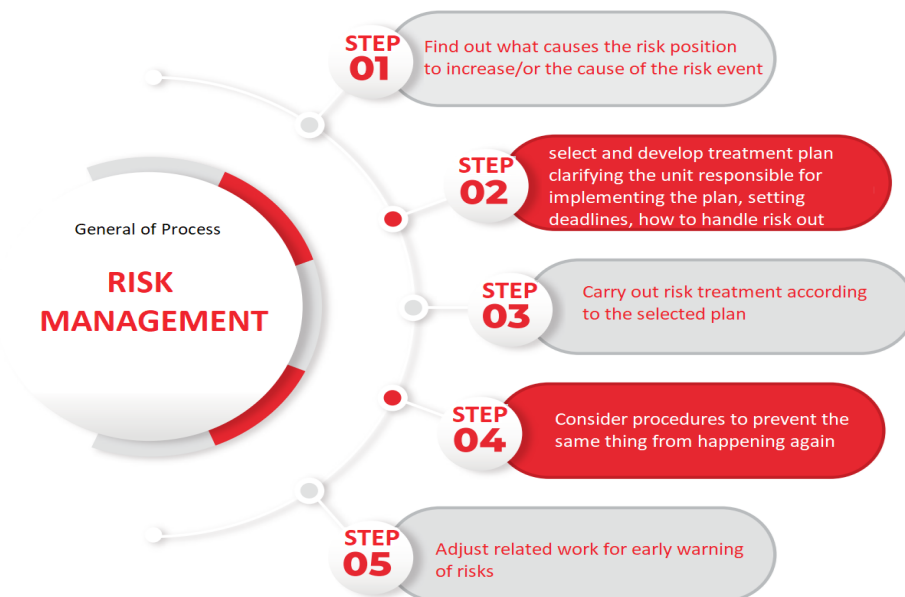 General of Process
RISK
MANAGEMENT
STEP
01
Find out what causes the risk position
to increase/or the cause of the risk event
STEP
02
select and develop treatment plan
clarifying the unit responsible for
implementing the plan, setting
deadlines, how to handle risk out
STEP
03
Carry out risk treatment according
to the selected plan
STEP
04
Consider procedures to prevent the
same thing from happening again
STEP
05
Adjust related work for early warning
of risks